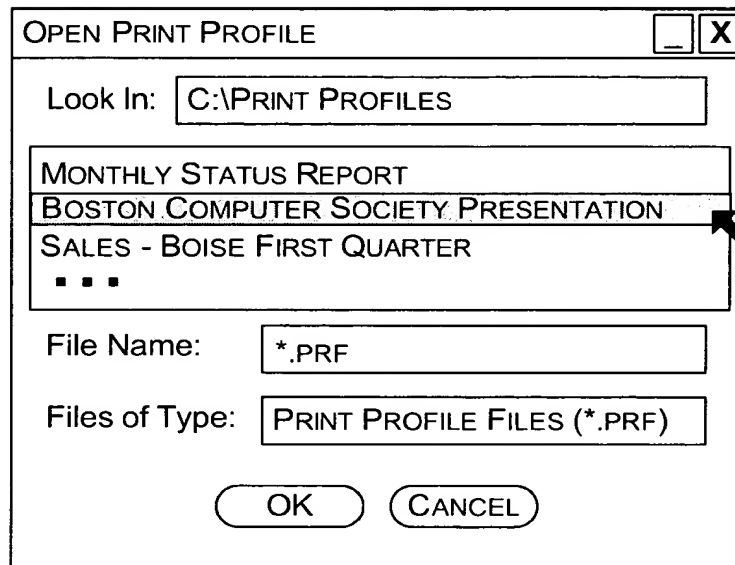 OPEN PRINT PROFILE _ X
Look In: C:\PRINT PROFILES
MONTHLY STATUS REPORT
BOSTON COMPUTER SOCIETY PRESENTATION
SALES - BOISE FIRST QUARTER
▪ ▪ ▪
File Name: *.PRF
Files of Type: PRINT PROFILE FILES (*.PRF)
OK CANCEL